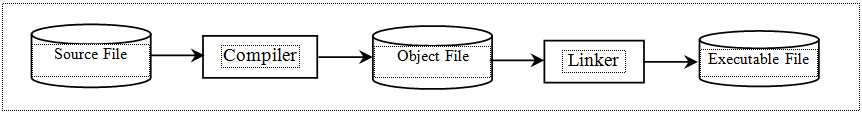 Source File
Compiler
Object File
Linker
Executable File